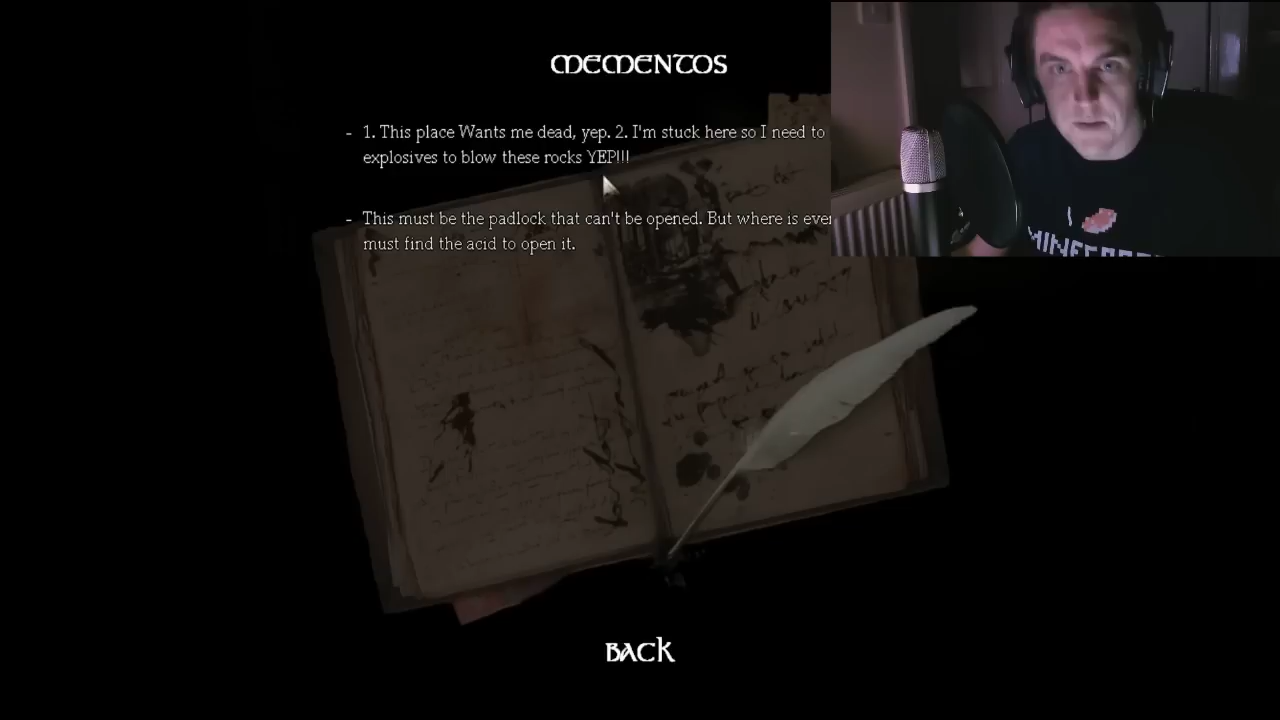 MEMENTOS
- 1. This place Wants me dead, yep. 2. I'm stuck here so I need to
explosives to blow these rocks YEP!!!
- This must be the padlock that can't be opened. But where is
must find the acid to open it.
I
BACK